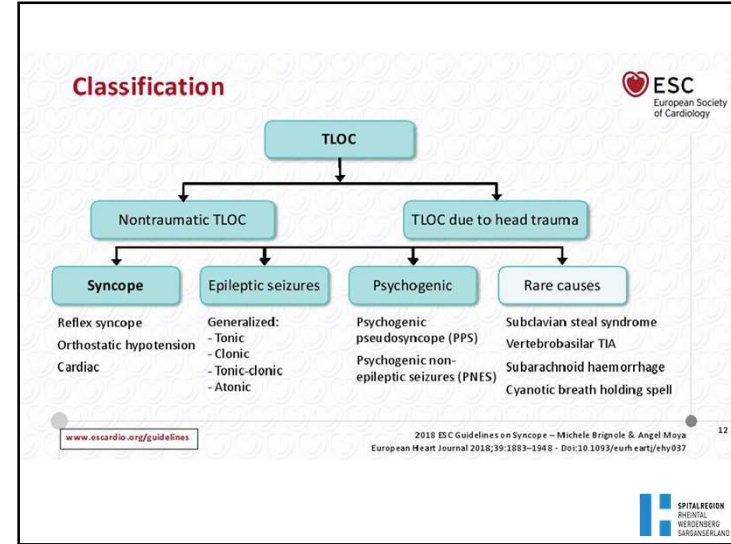 Classification
ESC
European Society
of Cardiology
TLOC
Nontraumatic TLOC
TLOC due to head trauma
Syncope
Epileptic seizures
Psychogenic
Rare causes
Reflex syncope
Orthostatic hypotension
Cardiac
Generalized:
- Tonic
- Clonic
- Tonic-clonic
- Atonic
Psychogenic
pseudosyncope (PPS)
Psychogenic non-
epileptic seizures (PNES)
Subclavian steal syndrome
Vertebrobasilar TIA
Subarachnoid haemorrhage
Cyanotic breath holding spell
www.escardio.org/guidelines
2018 ESC Guidelines on Syncope – Michele Brignole & Angel Moya
European Heart Journal 2018;39:1883–1948 - Doi:10.1093/eurheartj/ehy037
12
SPITALREGION
RHEINTAL
WERDENBERG
SARGANSERLAND